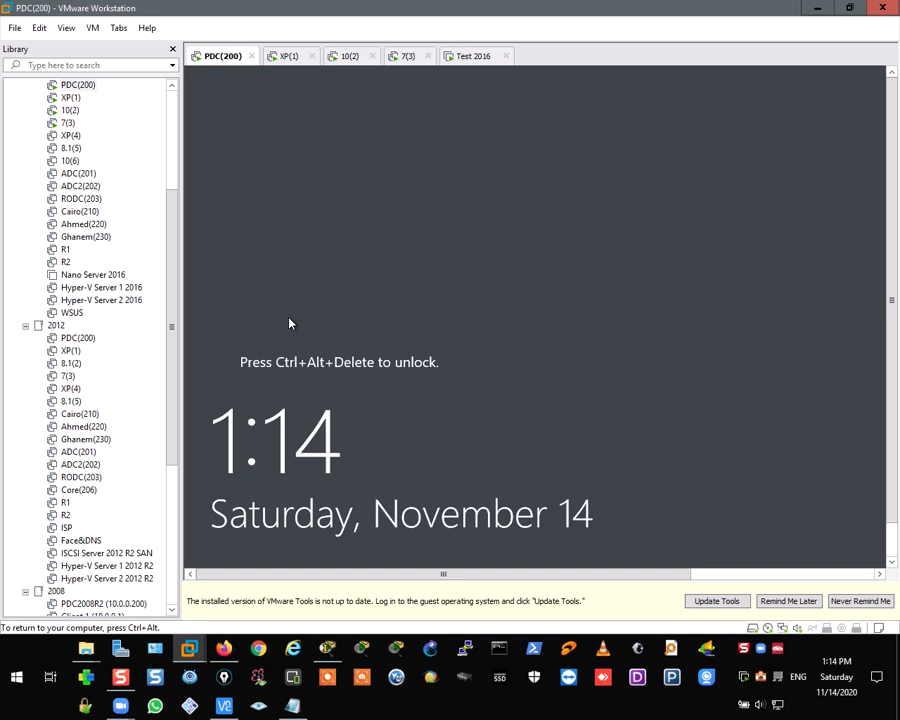 PDC(200) - VMware Workstation
File Edit View VM Tabs Help
Library
Type here to search
PDC(200)
XP(1)
10(2)
7(3)
XP(4)
8.1(5)
10(6)
ADC(201)
ADC2(202)
RODC(203)
Cairo(210)
Ahmed(220)
Ghanem(230)
R1
R2
Nano Server 2016
Hyper-V Server 1 2016
Hyper-V Server 2 2016
WSUS
2012
PDC(200)
XP(1)
8.1(2)
7(3)
XP(4)
8.1(5)
Cairo(210)
Ahmed(220)
Ghanem(230)
ADC(201)
ADC2(202)
RODC(203)
Core(206)
R1
R2
ISP
Face&DNS
ISCSI Server 2012 R2 SAN
Hyper-V Server 1 2012 R2
Hyper-V Server 2 2012 R2
2008
PDC2008R2 (10.0.0.200)
PDC(200) XP(1) 10(2) 7(3) Test 2016
Press Ctrl+Alt+Delete to unlock.
1:14
Saturday, November 14
The installed version of VMware Tools is not up to date. Log in to the guest operating system and click "Update Tools."
Update Tools Remind Me Later Never Remind Me
To return to your computer, press Ctrl+Alt.
ENG
1:14 PM
Saturday
11/14/2020
SSD